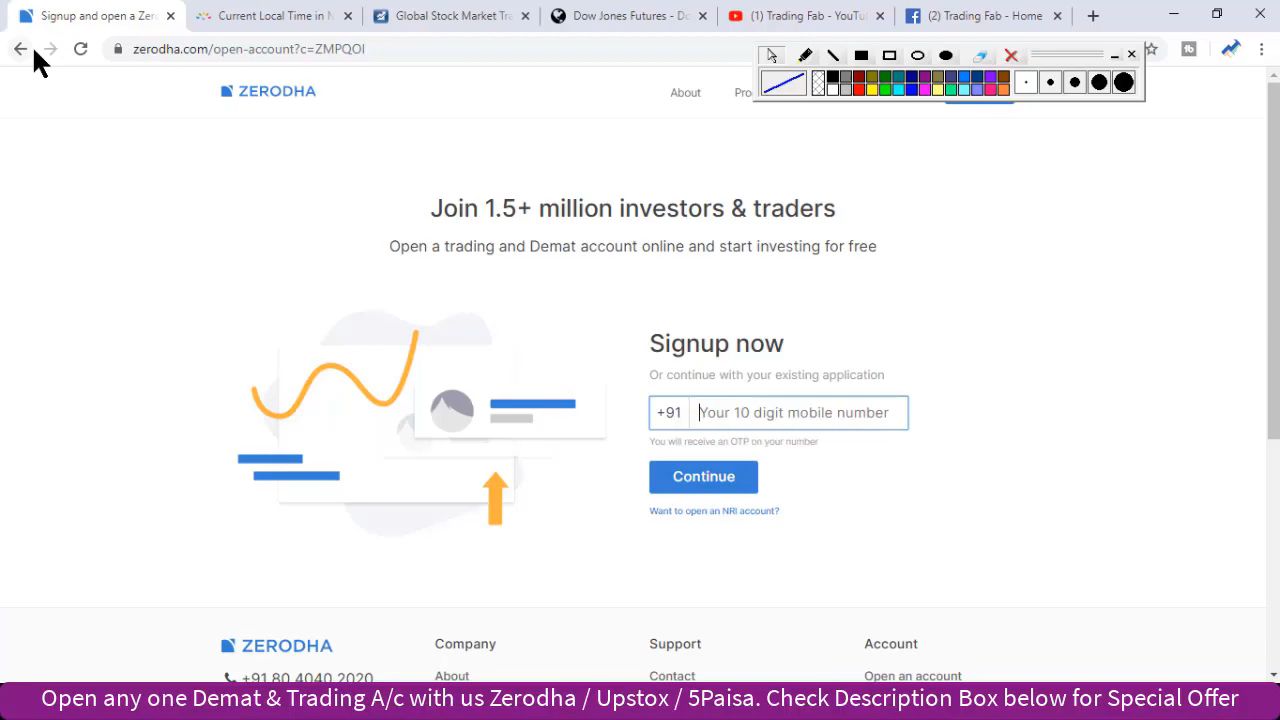 Signup and open a Zer
Current Local Time in N
Global Stock Market Tra
Dow Jones Futures - Do
(1) Trading Fab - YouTu
(2) Trading Fab - Home
zerodha.com/open-account?c=ZMPQOI
ZERODHA
About
Pro
Join 1.5+ million investors & traders
Open a trading and Demat account online and start investing for free
Signup now
Or continue with your existing application
+91 Your 10 digit mobile number
You will receive an OTP on your number
Continue
Want to open an NRI account?
ZERODHA
Company
Support
Account
+91 80 4040 2020
About
Contact
Open an account
Open any one Demat & Trading A/c with us Zerodha / Upstox / 5Paisa. Check Description Box below for Special Offer